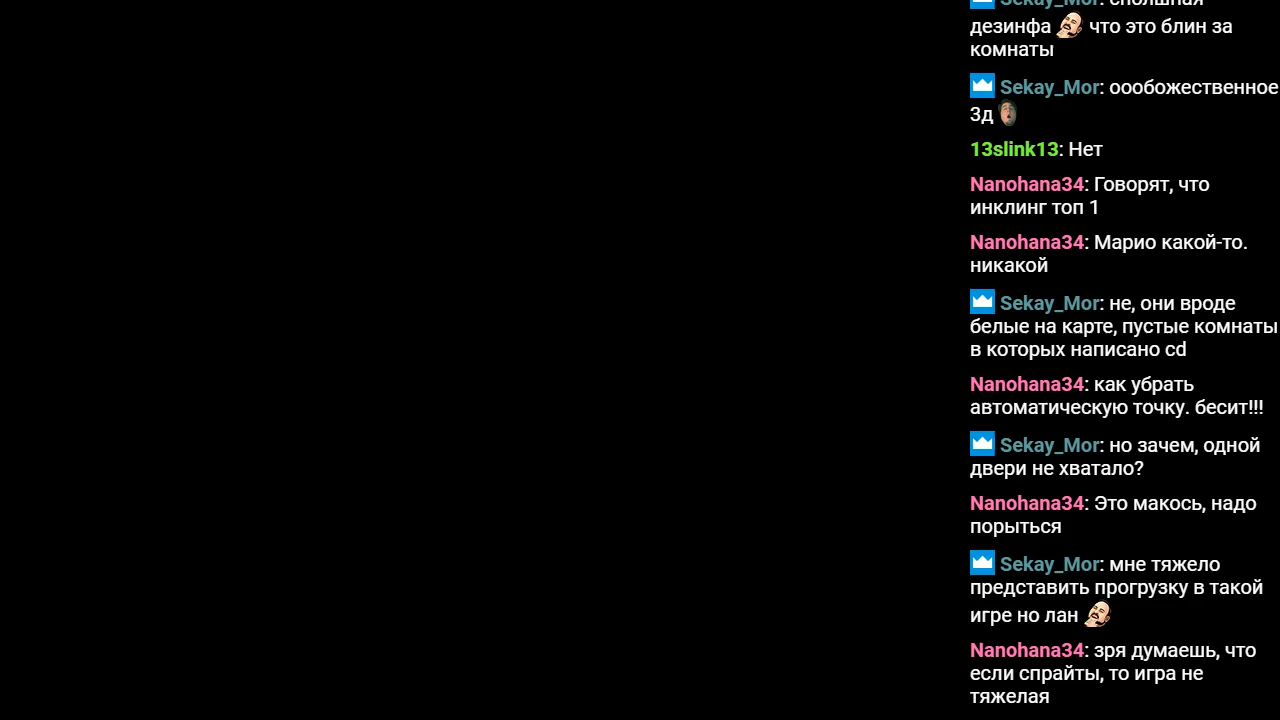 Sekay_Mor: сполшная
дезинфа что это блин за
комнаты
Sekay_Mor: оообожественное
3д
13slink13: Нет
Nanohana34: Говорят, что
инклинг топ 1
Nanohana34: Марио какой-то.
никакой
Sekay_Mor: не, они вроде
белые на карте, пустые комнаты
в которых написано cd
Nanohana34: как убрать
автоматическую точку. бесит!!!
Sekay_Mor: но зачем, одной
двери не хватало?
Nanohana34: Это макось, надо
порыться
Sekay_Mor: мне тяжело
представить прогрузку в такой
игре но лан
Nanohana34: зря думаешь, что
если спрайты, то игра не
тяжелая